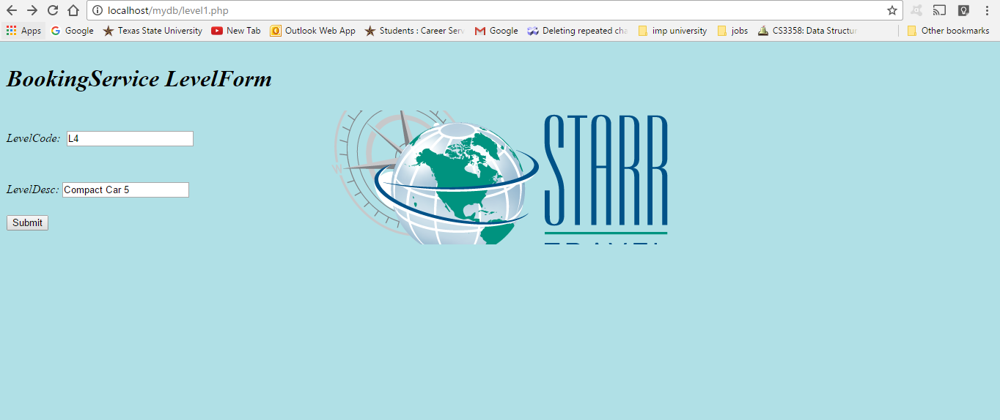 localhost/mydb/level1.php
Apps Google Texas State University New Tab Outlook Web App Students : Career Serv Google Deleting repeated cha imp university jobs CS3358: Data Structur Other bookmarks
BookingService LevelForm
LevelCode: L4
LevelDesc: Compact Car 5
Submit
W
STARR
TRAVEL